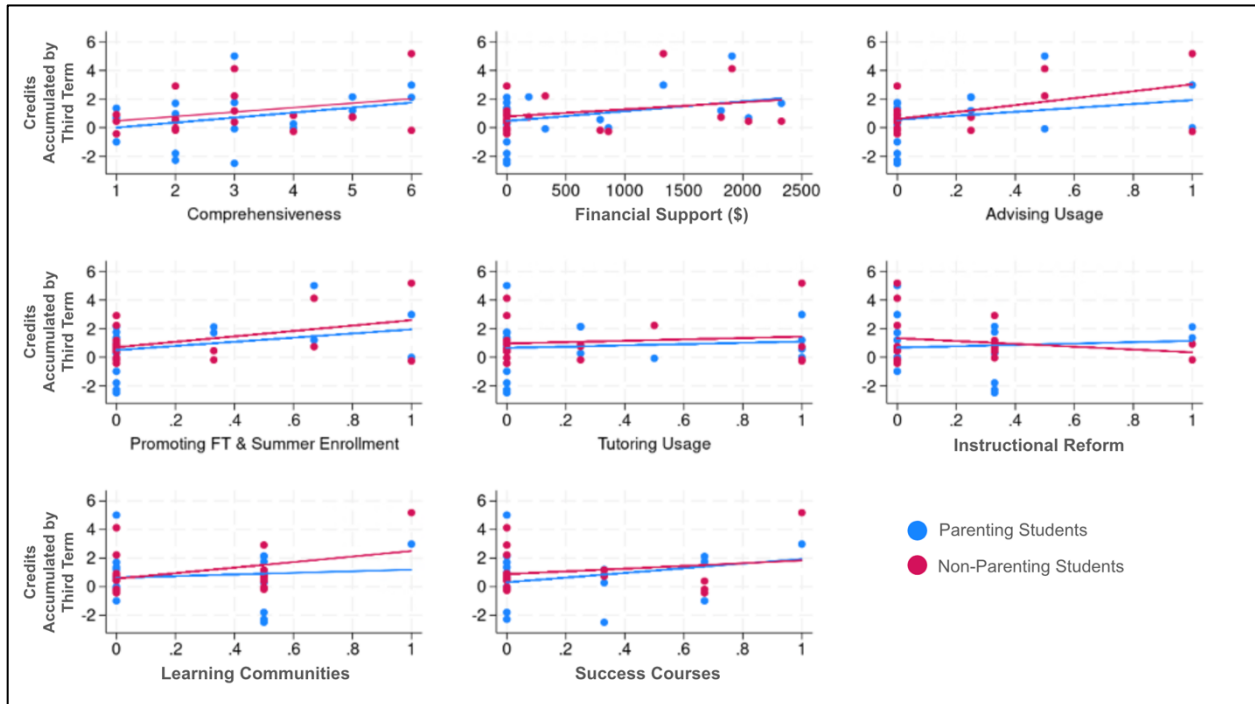 Credits
Accumulated by
Third Term
6
4
2
0
-2
1 2 3 4 5 6
Comprehensiveness
6
4
2
0
-2
0 500 1000 1500 2000 2500
Financial Support ($)
6
4
2
0
-2
0 .2 .4 .6 .8 1
Advising Usage
Credits
Accumulated by
Third Term
6
4
2
0
-2
0 .2 .4 .6 .8 1
Promoting FT & Summer Enrollment
6
4
2
0
-2
0 .2 .4 .6 .8 1
Tutoring Usage
6
4
2
0
-2
0 .2 .4 .6 .8 1
Instructional Reform
Credits
Accumulated by
Third Term
6
4
2
0
-2
0 .2 .4 .6 .8 1
Learning Communities
6
4
2
0
-2
0 .2 .4 .6 .8 1
Success Courses
Parenting Students
Non-Parenting Students